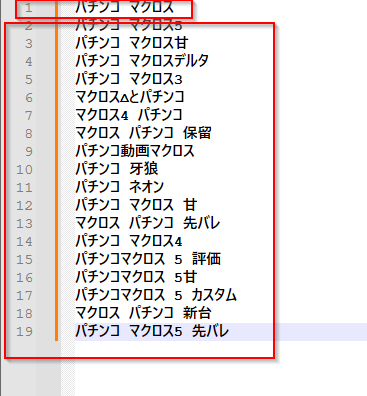 1 パチンコ マクロス
2 パチンコ マクロス5
3 パチンコ マクロス甘
4 パチンコ マクロスデルタ
5 パチンコ マクロス3
6 マクロスΔとパチンコ
7 マクロス4 パチンコ
8 マクロス パチンコ 保留
9 パチンコ動画マクロス
10 パチンコ 牙狼
11 パチンコ ネオン
12 パチンコ マクロス 甘
13 マクロス パチンコ 先バレ
14 パチンコ マクロス4
15 パチンコマクロス 5 評価
16 パチンコマクロス 5甘
17 パチンコマクロス 5 カスタム
18 マクロス パチンコ 新台
19 パチンコ マクロス5 先バレ